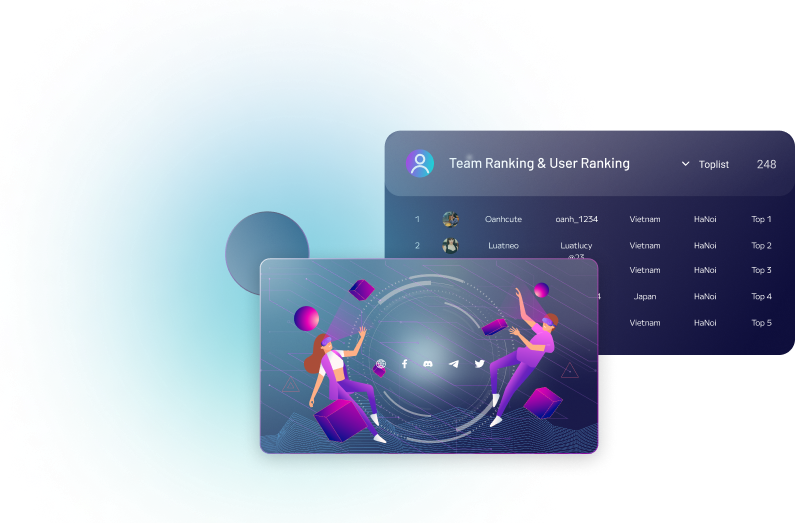 Team Ranking & User Ranking Toplist 248
1 Oanhcute oanh_1234 Vietnam HaNoi Top 1
2 Luatneo Luatlucy Vietnam HaNoi Top 2
@23
Vietnam HaNoi Top 3
4 Japan HaNoi Top 4
Vietnam HaNoi Top 5